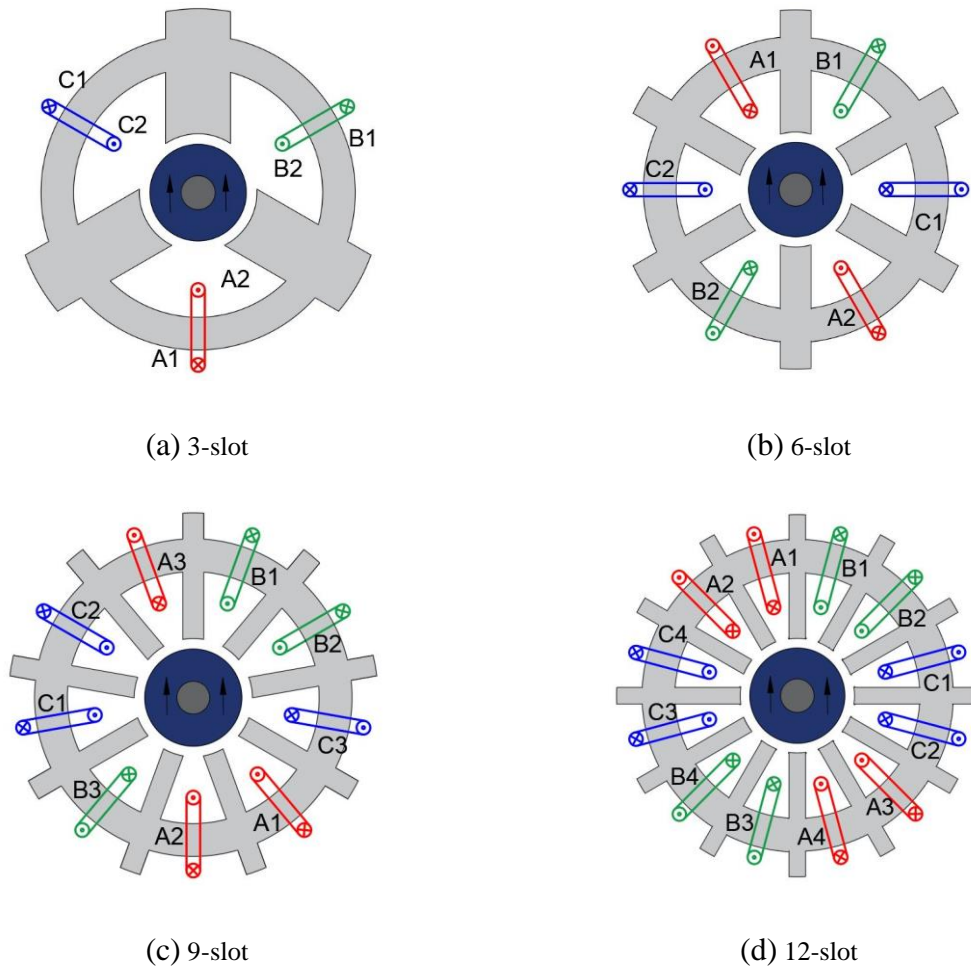 C1
C2
B1
B2
A2
A1
(a) 3-slot
A1
B1
C2
C1
B2
A2
(b) 6-slot
A3
B1
C2
B2
C1
C3
B3
A2
A1
(c) 9-slot
A1
B1
A2
B2
C4
C1
C3
C2
B4
A3
B3
A4
(d) 12-slot